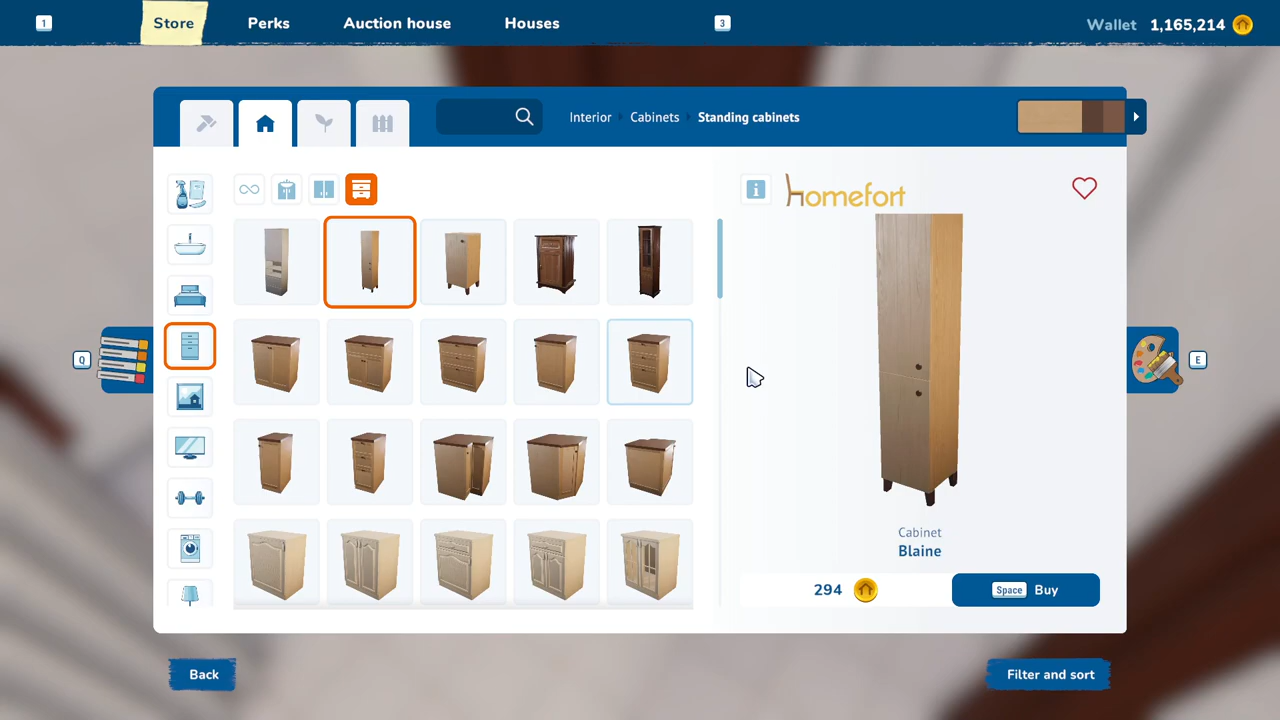 1 Store Perks Auction house Houses 3 Wallet 1,165,214
Interior Cabinets Standing cabinets
i homefort
Q
E
Cabinet
Blaine
294 Space Buy
Back Filter and sort